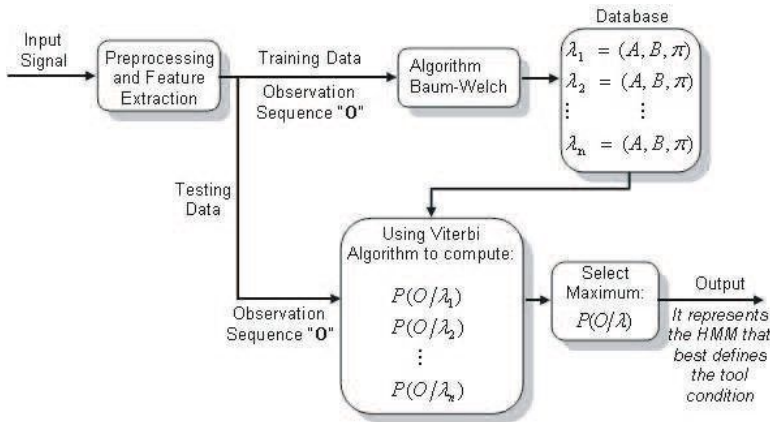 Input
Signal
Preprocessing
and Feature
Extraction
Training Data
Observation
Sequence "O"
Algorithm
Baum-Welch
Database
λ₁ = (A, B, π)
λ₂ = (A, B, π)
⋮ ⋮
λₙ = (A, B, π)
Testing
Data
Observation
Sequence "O"
Using Viterbi
Algorithm to compute:
P(O/λ₁)
P(O/λ₂)
⋮
P(O/λₙ)
Select
Maximum:
P(O/λ)
Output
It represents
the HMM that
best defines
the tool
condition